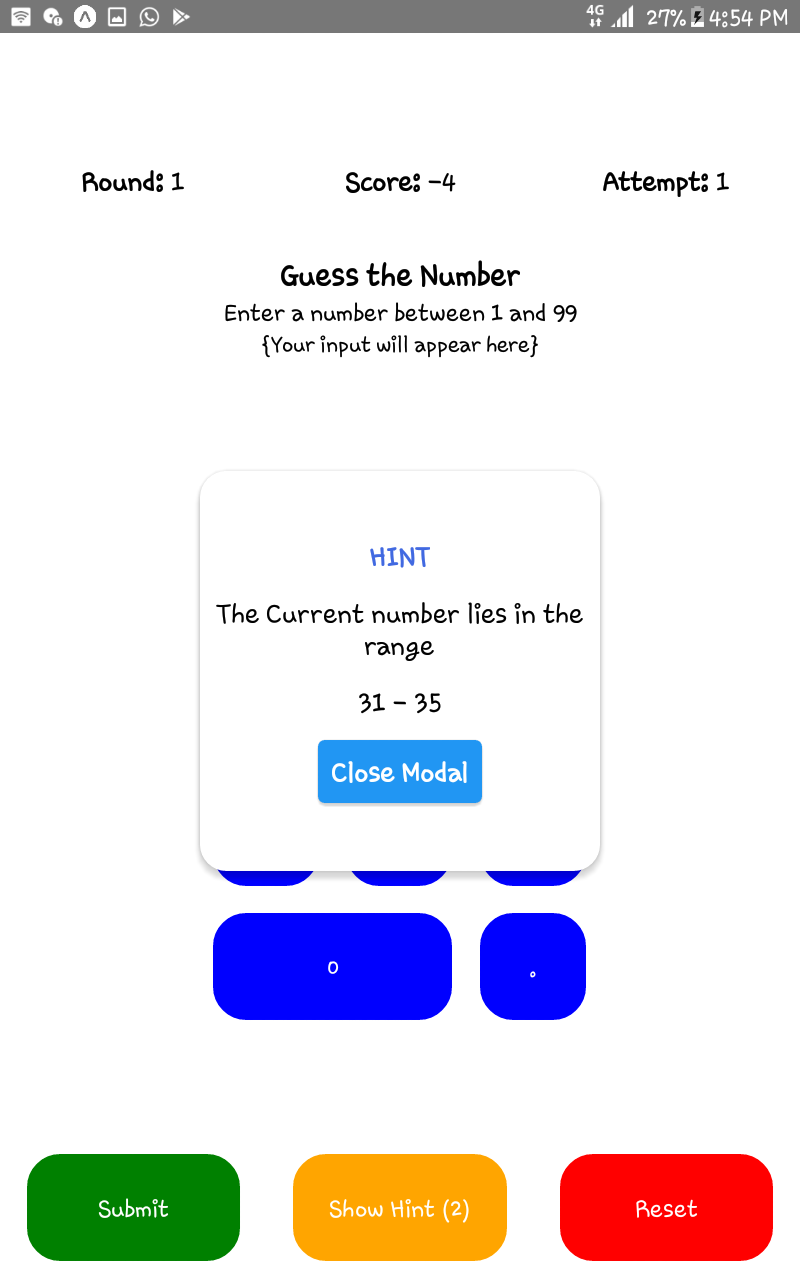 4G 27% 4:54 PM
Round: 1 Score: -4 Attempt: 1
Guess the Number
Enter a number between 1 and 99
{Your input will appear here}
HINT
The Current number lies in the
range
31 - 35
Close Modal
0 .
Submit Show Hint (2) Reset